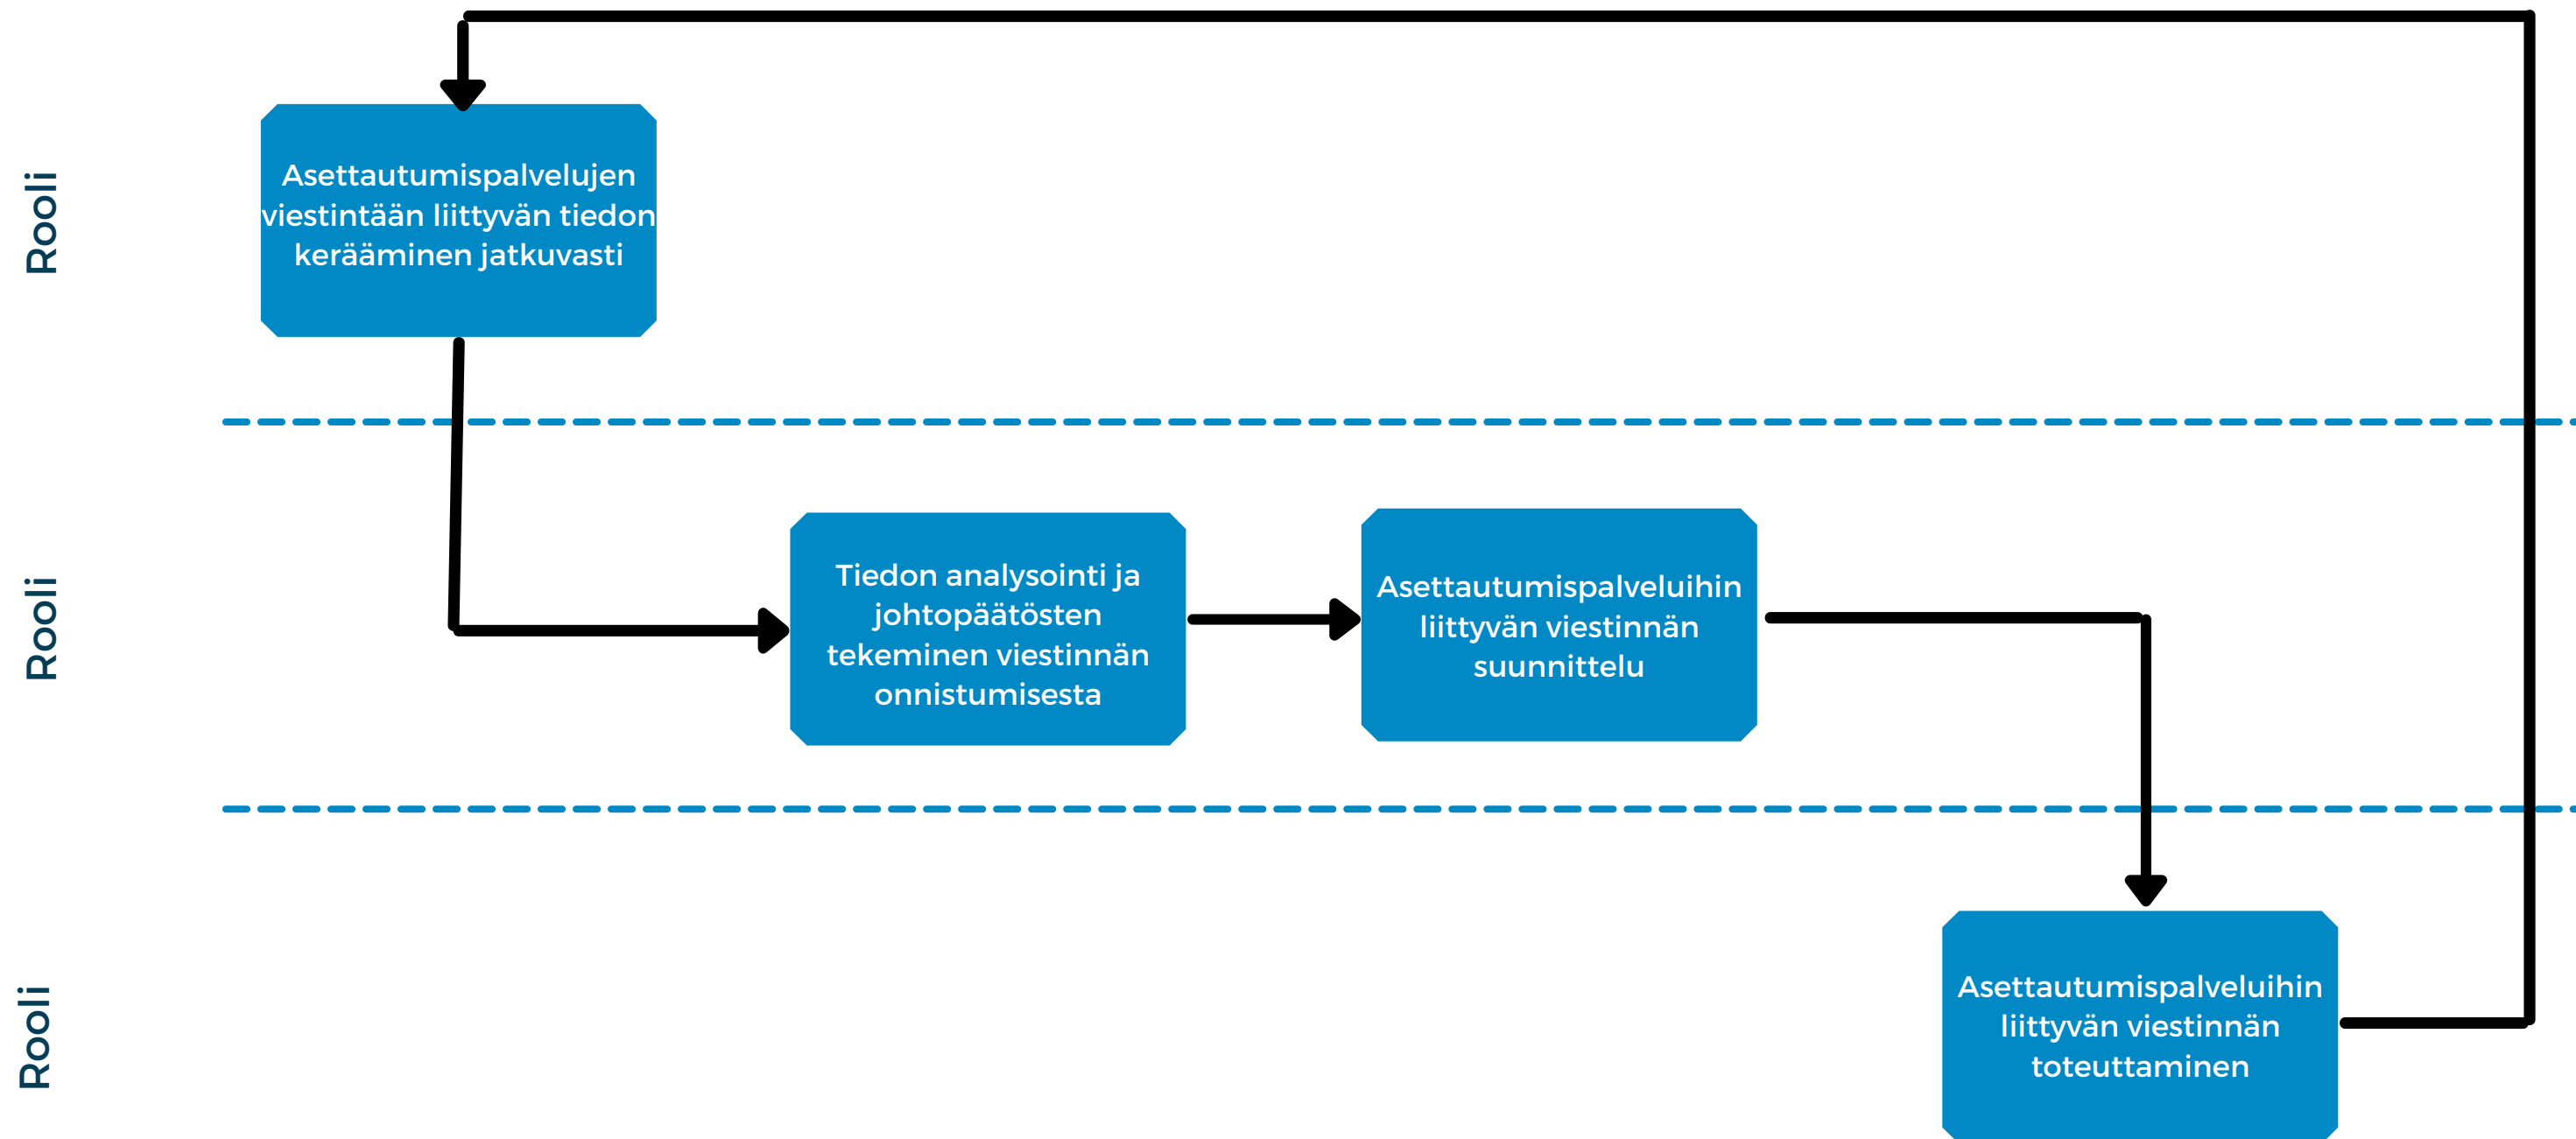 Rooli
Asettautumispalvelujen
viestintään liittyvän tiedon
kerääminen jatkuvasti
Rooli
Tiedon analysointi ja
johtopäätösten
tekeminen viestinnän
onnistumisesta
Asettautumispalveluihin
liittyvän viestinnän
suunnittelu
Rooli
Asettautumispalveluihin
liittyvän viestinnän
toteuttaminen